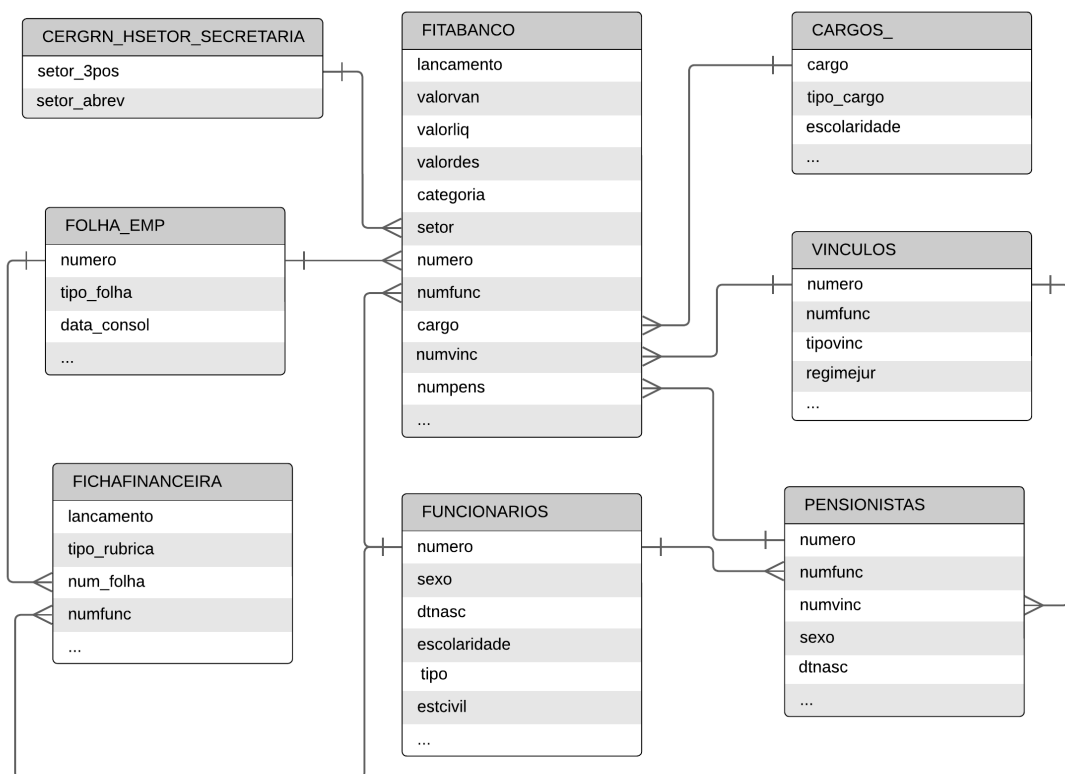 CERGRN_HSETOR_SECRETARIA
setor_3pos
setor_abrev
FITABANCO
lancamento
valorvan
valorliq
valordes
categoria
setor
numero
numfunc
cargo
numvinc
numpens
...
CARGOS_
cargo
tipo_cargo
escolaridade
...
FOLHA_EMP
numero
tipo_folha
data_consol
...
VINCULOS
numero
numfunc
tipovinc
regimejur
...
FICHAFINANCEIRA
lancamento
tipo_rubrica
num_folha
numfunc
...
FUNCIONARIOS
numero
sexo
dtnasc
escolaridade
tipo
estcivil
...
PENSIONISTAS
numero
numfunc
numvinc
sexo
dtnasc
...